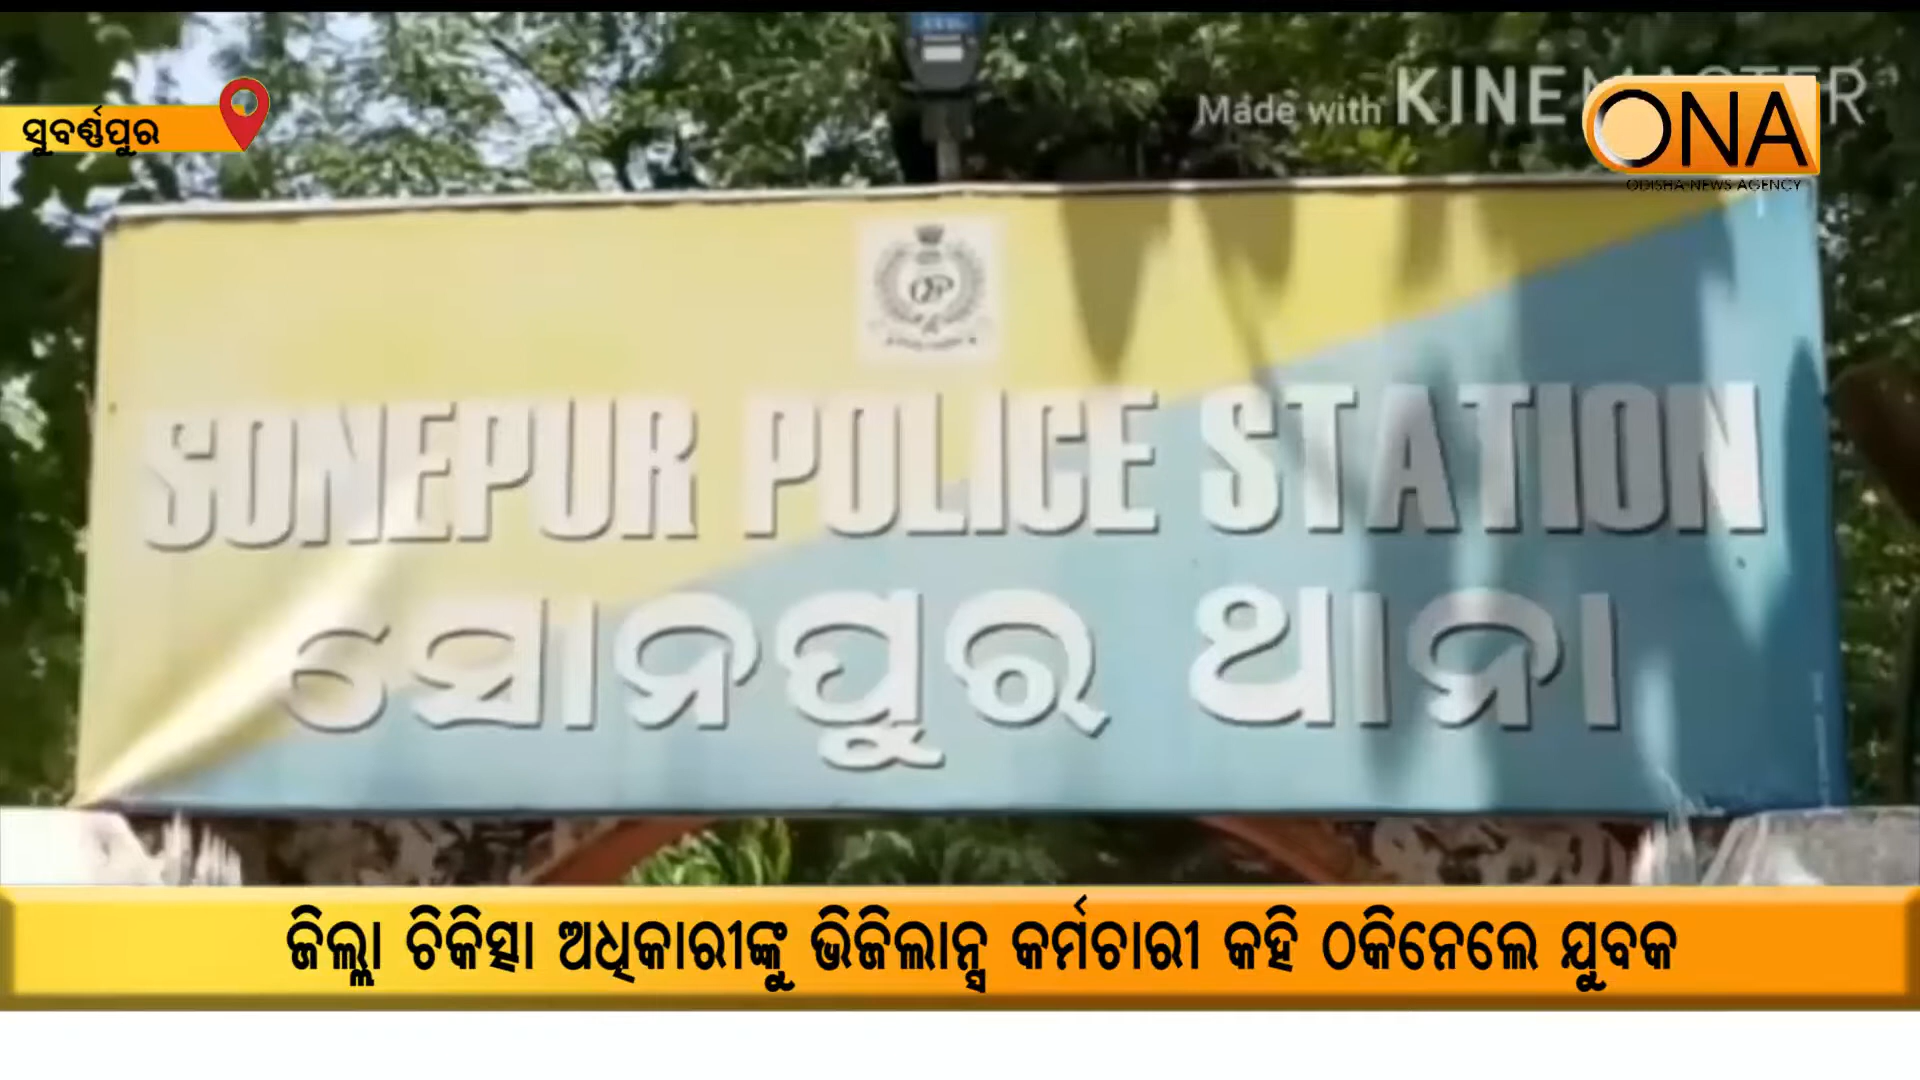 Made with KINEMASTER
ONA
ODISHA NEWS AGENCY
ସୁବର୍ଣ୍ଣପୁର
SONEPUR POLICE STATION
ସୋନପୁର ଥାନା
ଜିଲ୍ଲା ଚିକିତ୍ସା ଅଧିକାରୀଙ୍କୁ ଭିଜିଲାନ୍ସ କର୍ମଚାରୀ କହି ଠକିନେଲେ ଯୁବକ